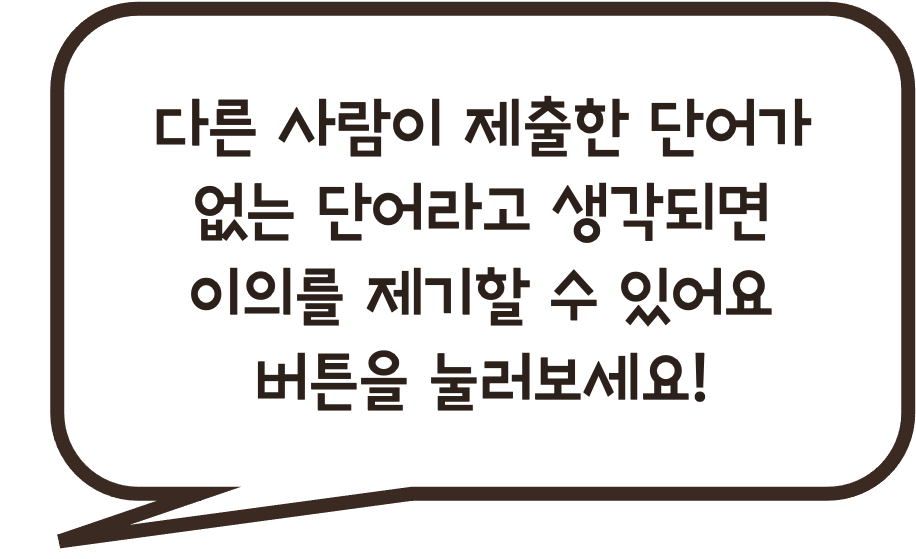 다른 사람이 제출한 단어가
없는 단어라고 생각되면
이의를 제기할 수 있어요
버튼을 눌러보세요!